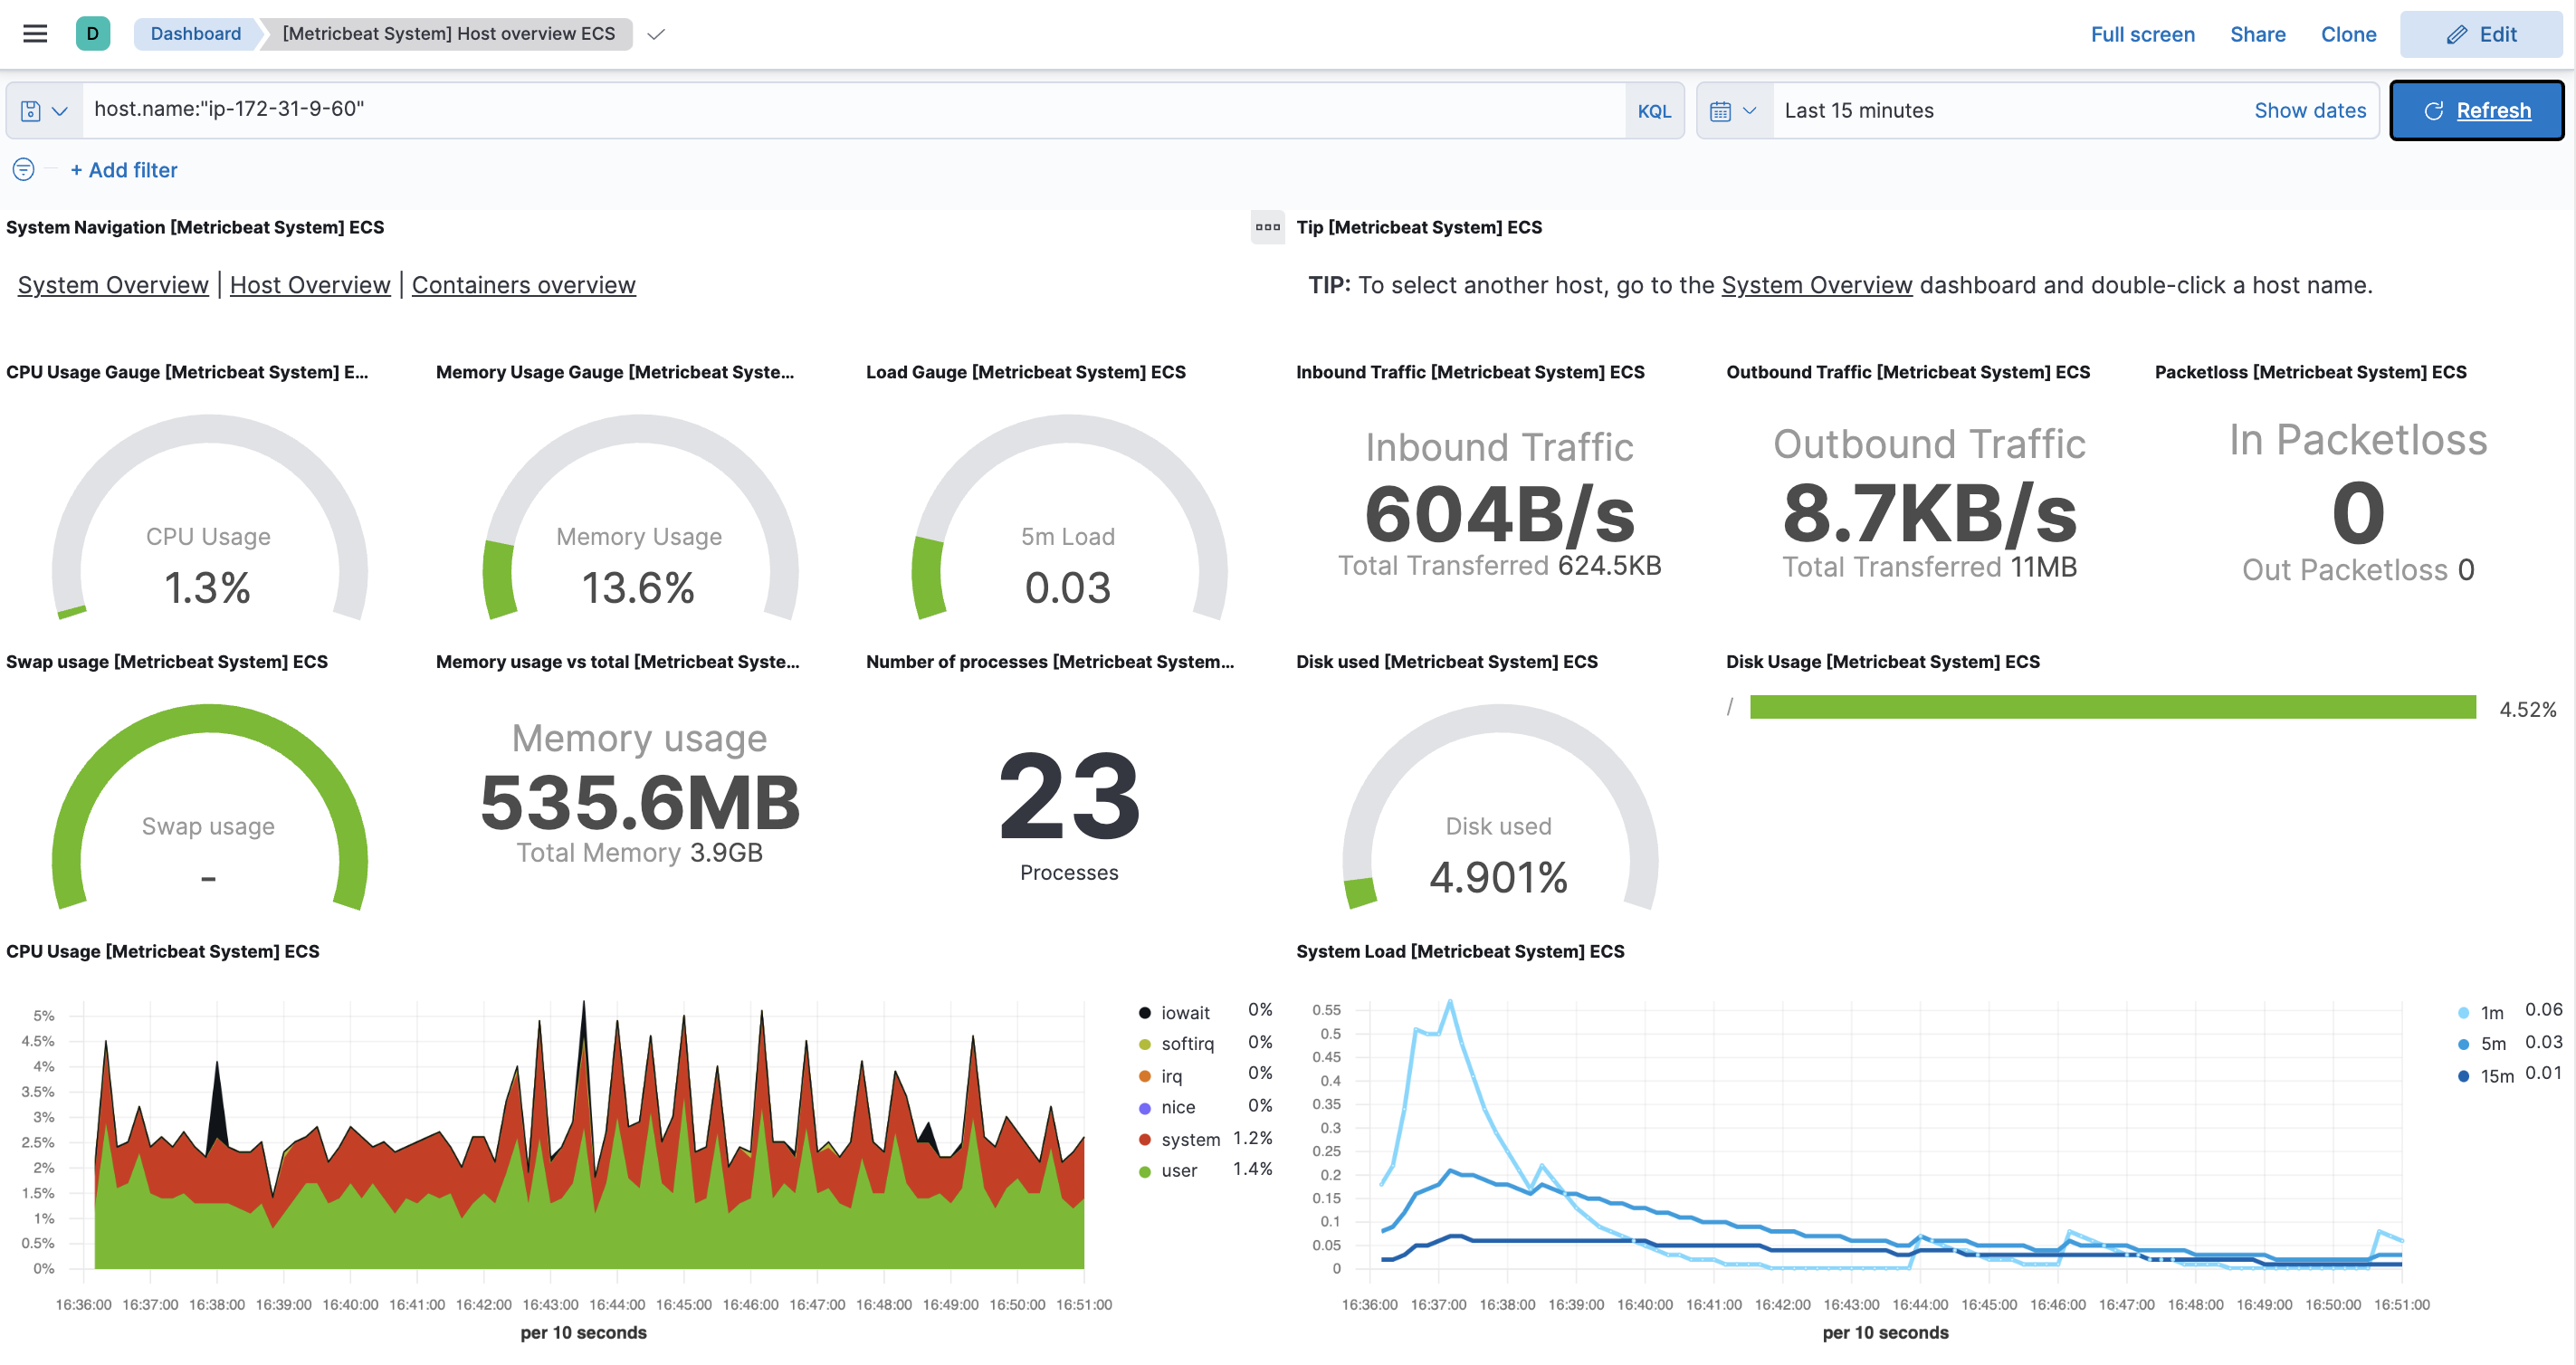 D Dashboard [Metricbeat System] Host overview ECS Full screen Share Clone Edit
host.name:"ip-172-31-9-60" KQL Last 15 minutes Show dates Refresh
+ Add filter
System Navigation [Metricbeat System] ECS
Tip [Metricbeat System] ECS
System Overview | Host Overview | Containers overview
TIP: To select another host, go to the System Overview dashboard and double-click a host name.
CPU Usage Gauge [Metricbeat System] E...
CPU Usage
1.3%
Memory Usage Gauge [Metricbeat Syste...
Memory Usage
13.6%
Load Gauge [Metricbeat System] ECS
5m Load
0.03
Inbound Traffic [Metricbeat System] ECS
Inbound Traffic
604B/s
Total Transferred 624.5KB
Outbound Traffic [Metricbeat System] ECS
Outbound Traffic
8.7KB/s
Total Transferred 11MB
Packetloss [Metricbeat System] ECS
In Packetloss
0
Out Packetloss 0
Swap usage [Metricbeat System] ECS
Swap usage
-
Memory usage vs total [Metricbeat Syste...
Memory usage
535.6MB
Total Memory 3.9GB
Number of processes [Metricbeat System...
23
Processes
Disk used [Metricbeat System] ECS
Disk used
4.901%
Disk Usage [Metricbeat System] ECS
/ 4.52%
CPU Usage [Metricbeat System] ECS
5%
4.5%
4%
3.5%
3%
2.5%
2%
1.5%
1%
0.5%
0%
16:36:00 16:37:00 16:38:00 16:39:00 16:40:00 16:41:00 16:42:00 16:43:00 16:44:00 16:45:00 16:46:00 16:47:00 16:48:00 16:49:00 16:50:00 16:51:00
per 10 seconds
iowait 0%
softirq 0%
irq 0%
nice 0%
system 1.2%
user 1.4%
System Load [Metricbeat System] ECS
0.55
0.5
0.45
0.4
0.35
0.3
0.25
0.2
0.15
0.1
0.05
0
16:36:00 16:37:00 16:38:00 16:39:00 16:40:00 16:41:00 16:42:00 16:43:00 16:44:00 16:45:00 16:46:00 16:47:00 16:48:00 16:49:00 16:50:00 16:51:00
per 10 seconds
1m 0.06
5m 0.03
15m 0.01